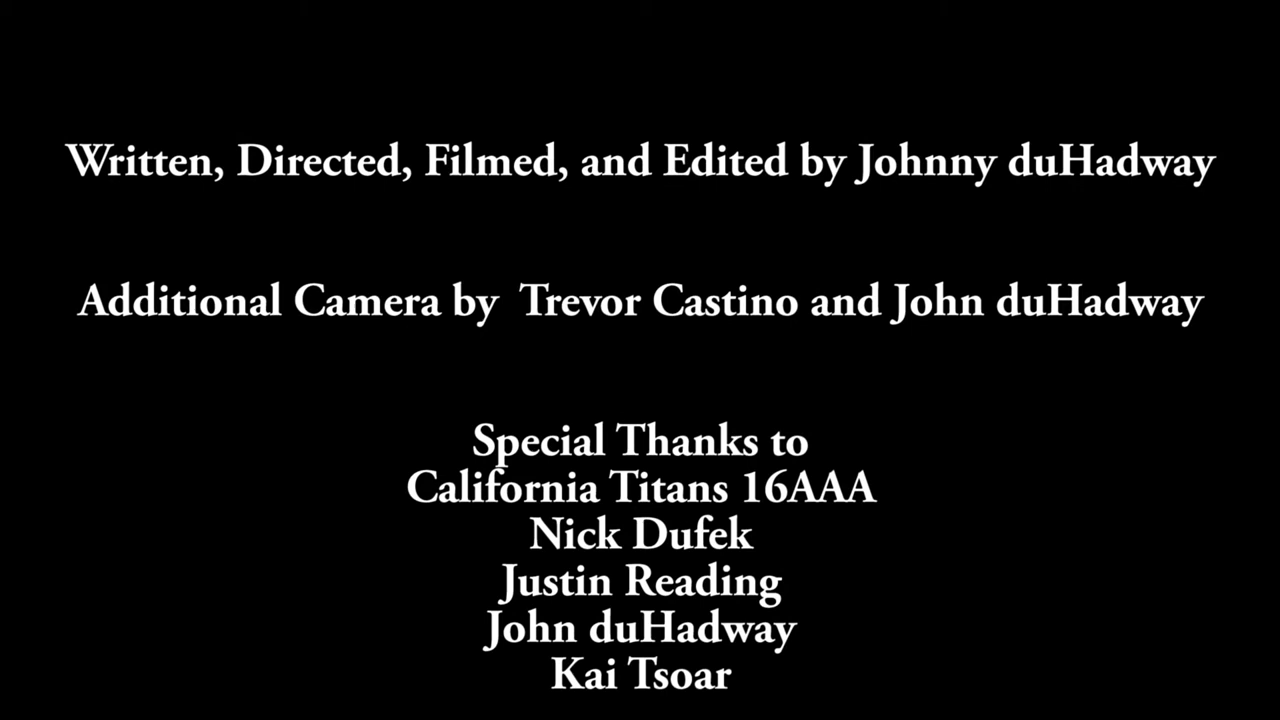 Written, Directed, Filmed, and Edited by Johnny duHadway
Additional Camera by Trevor Castino and John duHadway
Special Thanks to
California Titans 16AAA
Nick Dufek
Justin Reading
John duHadway
Kai Tsoar